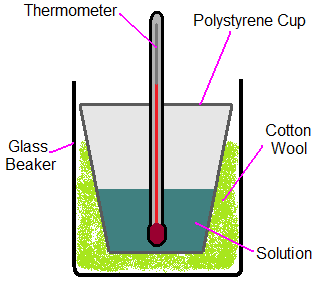 Thermometer
Polystyrene Cup
Glass
Beaker
Cotton
Wool
Solution